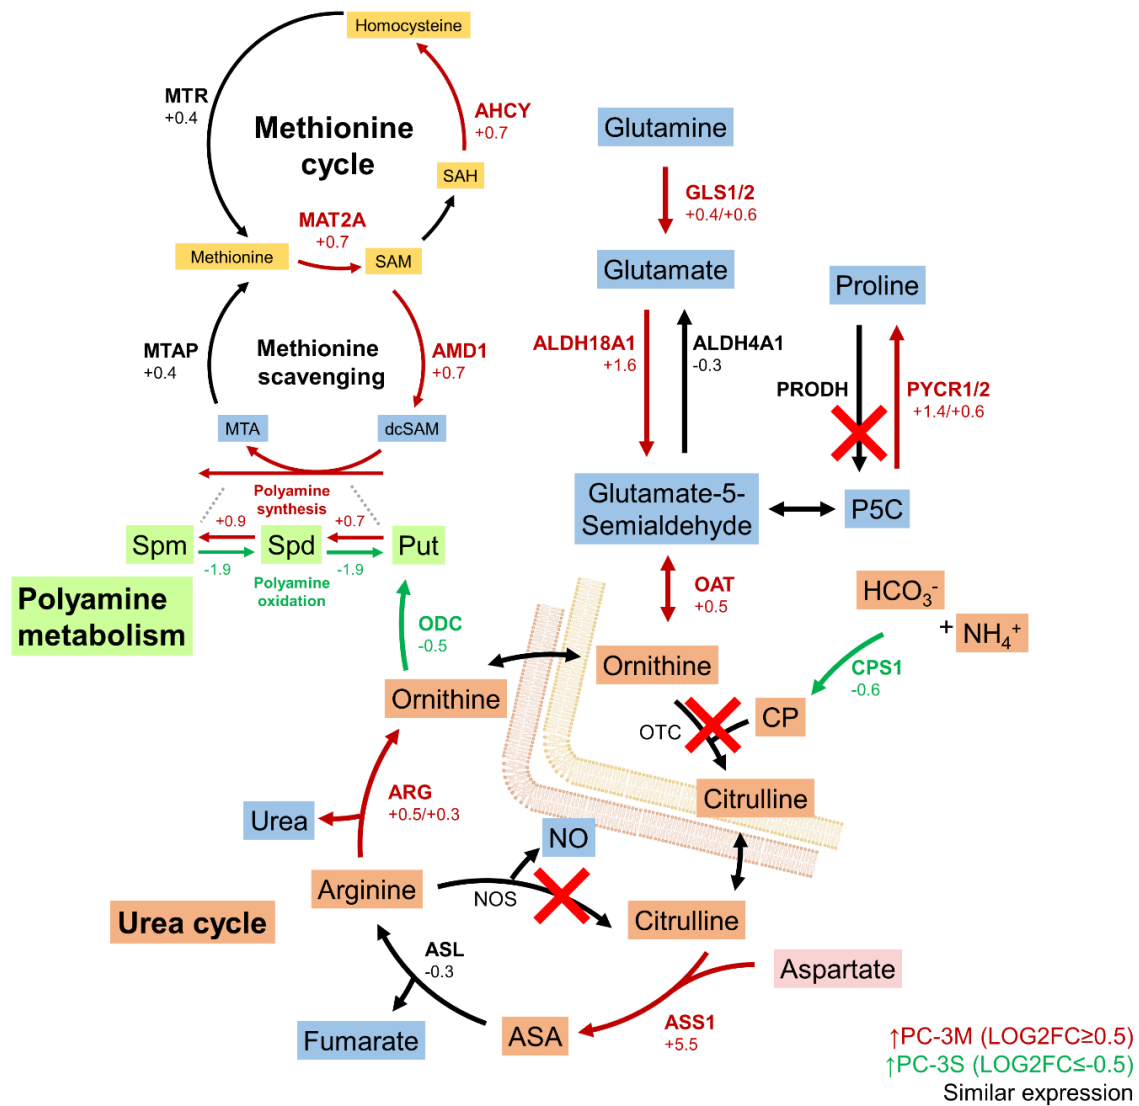 Homocysteine
MTR
+0.4
Methionine
cycle
AHCY
+0.7
SAH
MAT2A
+0.7
Methionine
SAM
MTAP
+0.4
Methionine
scavenging
AMD1
+0.7
MTA
dcSAM
Polyamine
synthesis
+0.9
+0.7
Spm
Spd
Put
-1.9
-1.9
Polyamine
oxidation
Polyamine
metabolism
ODC
-0.5
Glutamine
GLS1/2
+0.4/+0.6
Glutamate
Proline
ALDH18A1
+1.6
ALDH4A1
-0.3
PRODH
PYCR1/2
+1.4/+0.6
Glutamate-5-
Semialdehyde
P5C
OAT
+0.5
HCO₃⁻
+
NH₄⁺
CPS1
-0.6
Ornithine
Ornithine
CP
OTC
Citrulline
ARG
+0.5/+0.3
Urea
NO
Arginine
NOS
Citrulline
Urea cycle
ASL
-0.3
Aspartate
ASS1
+5.5
Fumarate
ASA
↑PC-3M (LOG2FC≥0.5)
↑PC-3S (LOG2FC≤-0.5)
Similar expression